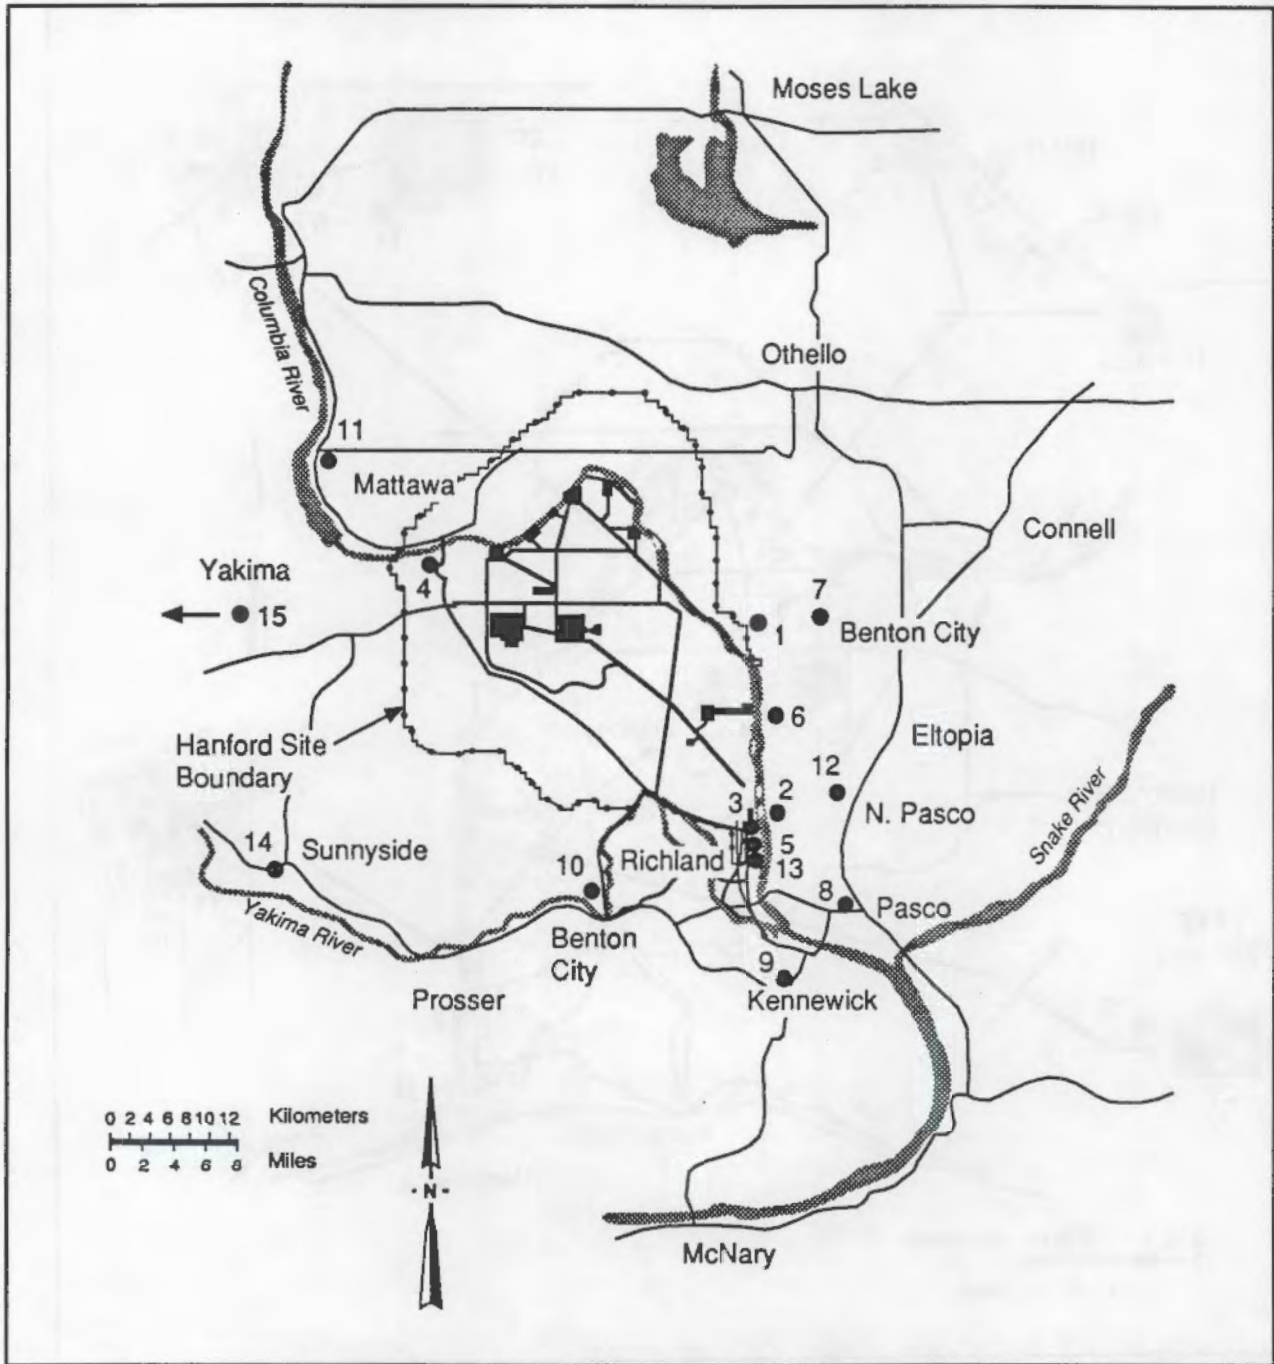 Moses Lake
Columbia River
Othello
11
Mattawa
Connell
Yakima
4
7
15
1
Benton City
6
Eltopia
Hanford Site
Boundary
12
Snake River
3
2
N. Pasco
14
Sunnyside
5
Richland
10
13
8
Pasco
Yakima River
Benton
City
9
Prosser
Kennewick
0 2 4 6 8 10 12 Kilometers
0 2 4 6 8 Miles
- N -
McNary